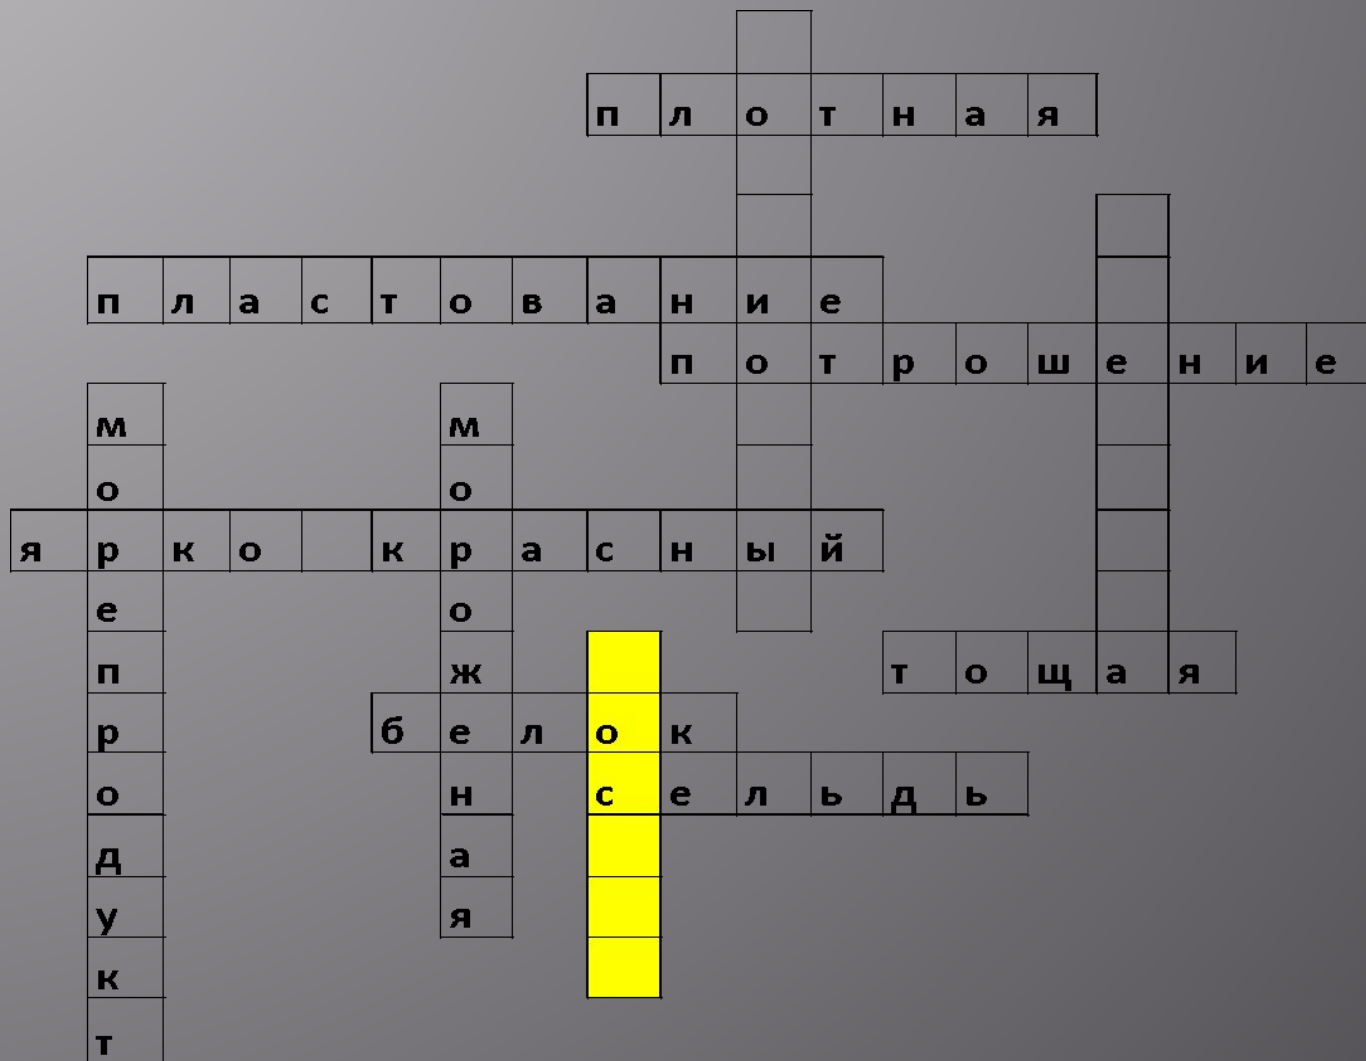 плотная
пластование
потрошение
морепродукт
мороженая
ярко красный
тощая
белок
сельдь